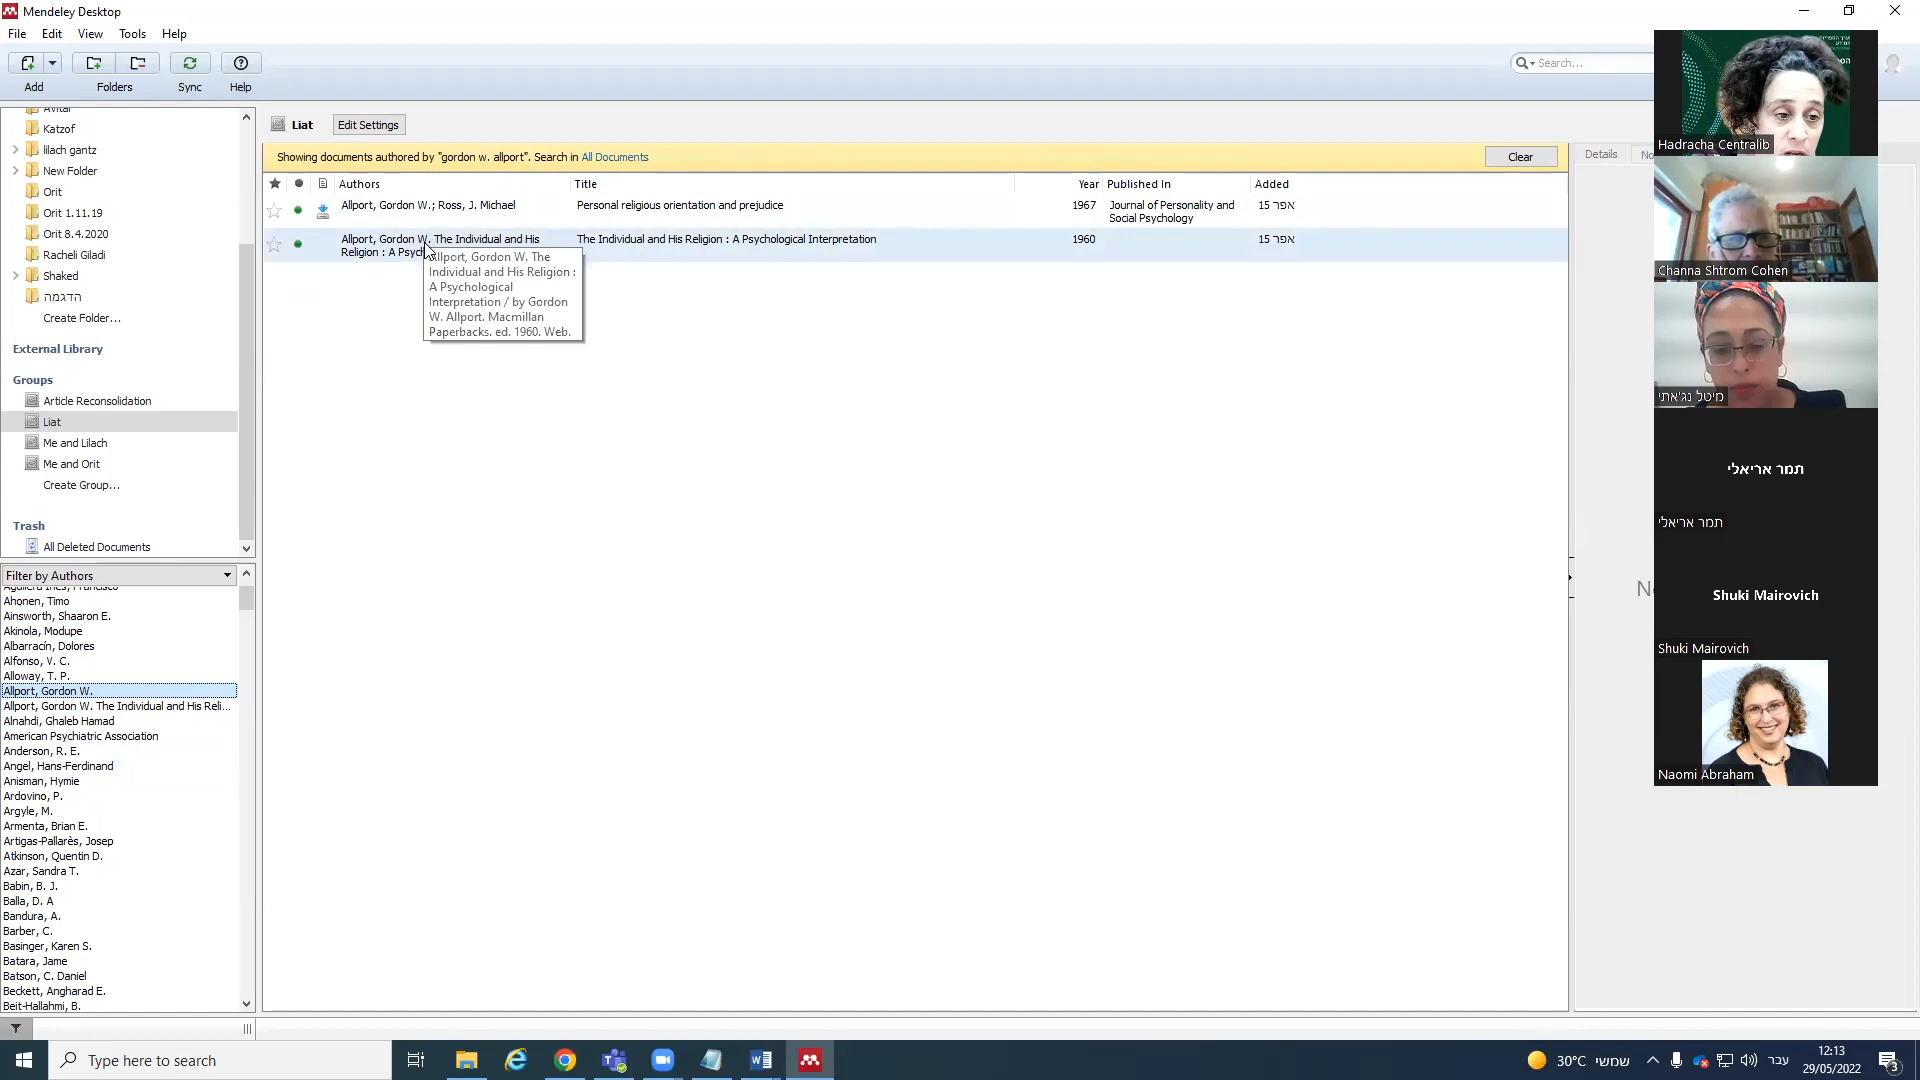 Mendeley Desktop
File Edit View Tools Help
Add Folders Sync Help
Search...
Avital
Katzof
lilach gantz
New Folder
Orit
Orit 1.11.19
Orit 8.4.2020
Racheli Giladi
Shaked
הדגמה
Create Folder...
External Library
Groups
Article Reconsolidation
Liat
Me and Lilach
Me and Orit
Create Group...
Trash
All Deleted Documents
Filter by Authors
Aguilera Ines, Francisco
Ahonen, Timo
Ainsworth, Shaaron E.
Akinola, Modupe
Albarracín, Dolores
Alfonso, V. C.
Alloway, T. P.
Allport, Gordon W.
Allport, Gordon W. The Individual and His Reli...
Alnahdi, Ghaleb Hamad
American Psychiatric Association
Anderson, R. E.
Angel, Hans-Ferdinand
Anisman, Hymie
Ardovino, P.
Argyle, M.
Armenta, Brian E.
Artigas-Pallarès, Josep
Atkinson, Quentin D.
Azar, Sandra T.
Babin, B. J.
Balla, D. A
Bandura, A.
Barber, C.
Basinger, Karen S.
Batara, Jame
Batson, C. Daniel
Beckett, Angharad E.
Beit-Hallahmi, B.
Liat Edit Settings
Showing documents authored by "gordon w. allport". Search in All Documents Clear
Authors Title Year Published In Added
Allport, Gordon W.; Ross, J. Michael Personal religious orientation and prejudice 1967 Journal of Personality and 15 אפר
Social Psychology
Allport, Gordon W. The Individual and His The Individual and His Religion : A Psychological Interpretation 1960 15 אפר
Religion : A Psych
Allport, Gordon W. The
Individual and His Religion :
A Psychological
Interpretation / by Gordon
W. Allport. Macmillan
Paperbacks. ed. 1960. Web.
Details No
No
Hadracha Centralib
Channa Shtrom Cohen
מיטל נג'אתי
תמר אריאלי
תמר אריאלי
Shuki Mairovich
Shuki Mairovich
Naomi Abraham
Type here to search
30°C שמשי
עבר
12:13
29/05/2022
3